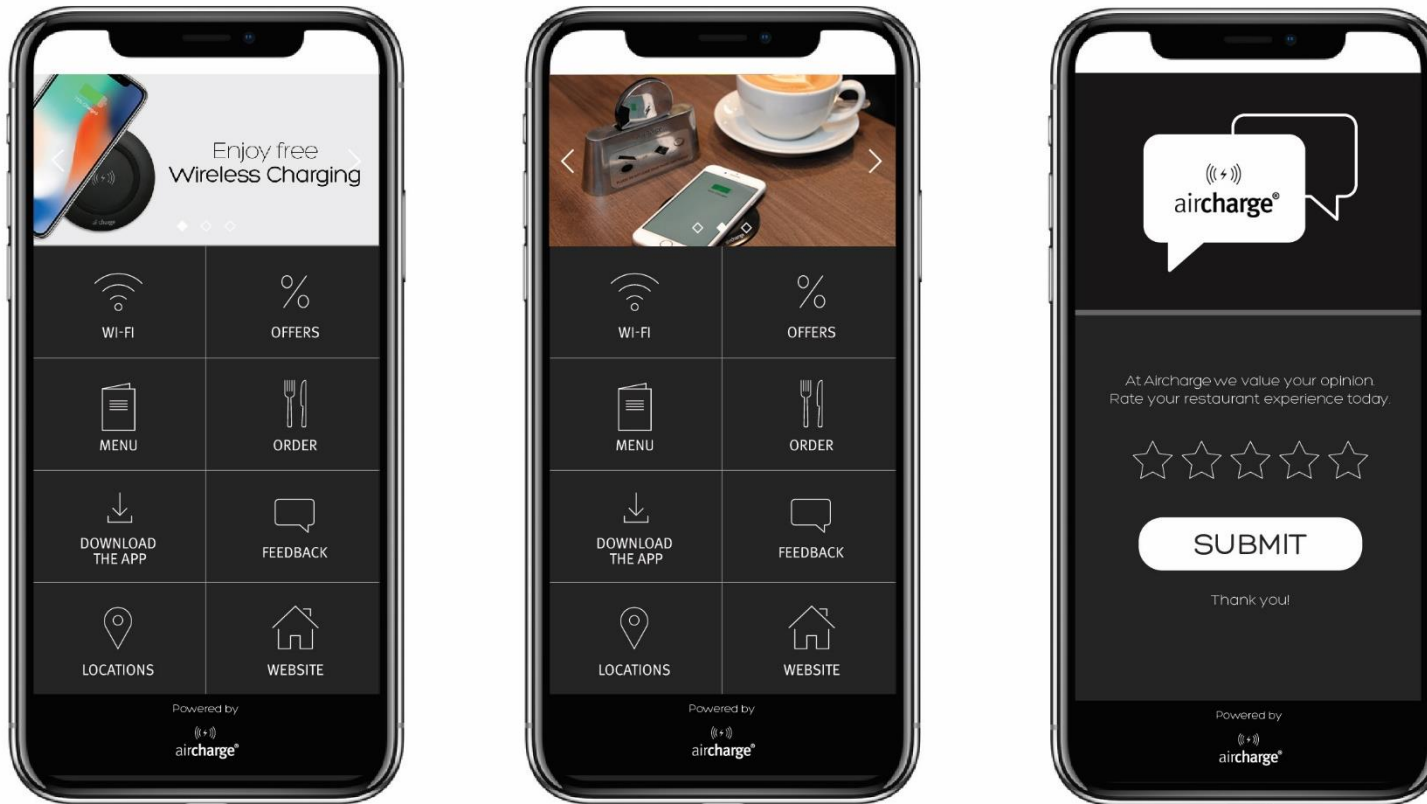 Enjoy free
Wireless Charging
WI-FI
OFFERS
MENU
ORDER
DOWNLOAD
THE APP
FEEDBACK
LOCATIONS
WEBSITE
Powered by
aircharge®
WI-FI
OFFERS
MENU
ORDER
DOWNLOAD
THE APP
FEEDBACK
LOCATIONS
WEBSITE
Powered by
aircharge®
aircharge®
At Aircharge we value your opinion.
Rate your restaurant experience today.
SUBMIT
Thank you!
Powered by
aircharge®